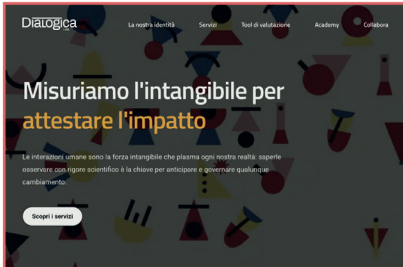 Dialogica
La nostra identità Servizi Tool di valutazione Academy Collabora
Misuriamo l'intangibile per
attestare l'impatto
Le interazioni umane sono la forza intangibile che plasma ogni nostra realtà: saperle
osservare con rigore scientifico è la chiave per anticipare e governare qualunque
cambiamento.
Scopri i servizi